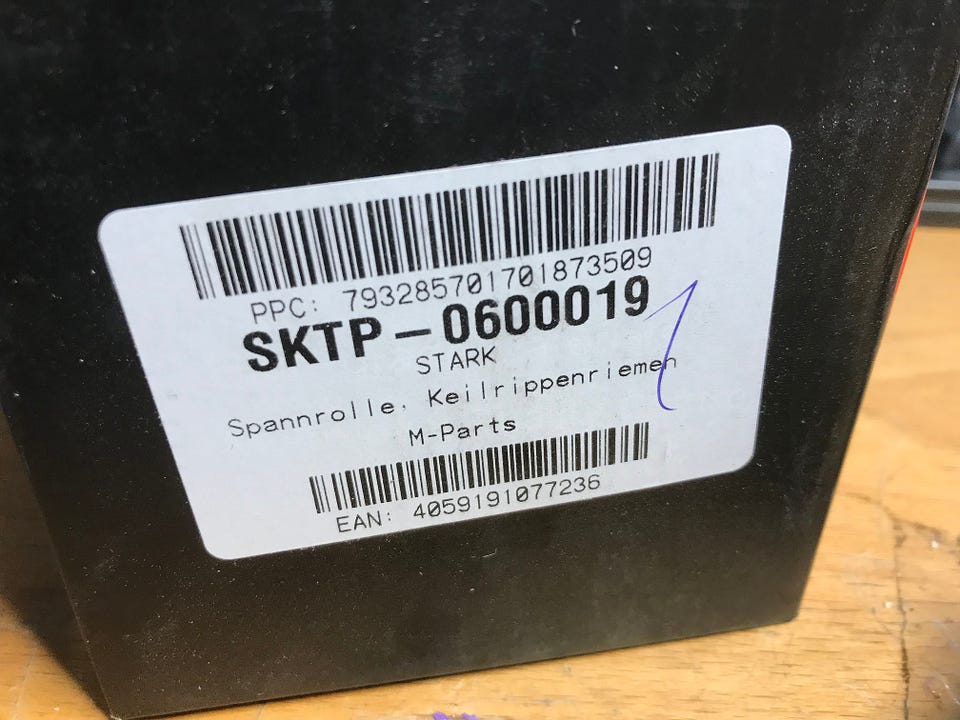 PPC: 793285701701873509
SKTP-0600019
STARK
Spannrolle, Keilrippenriemen
M-Parts
EAN: 4059191077236